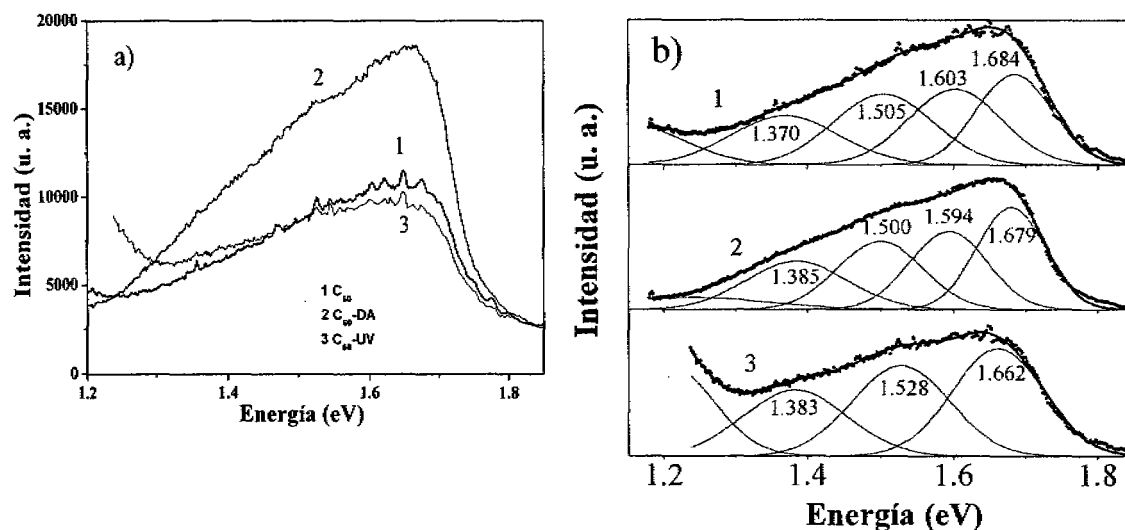 a)
Intensidad (u. a.)
20000
15000
10000
5000
0
2
1
3
1 C60
2 C60-DA
3 C60-UV
1.2 1.4 1.6 1.8
Energía (eV)
b)
Intensidad (u. a.)
1
1.370
1.505
1.603
1.684
2
1.385
1.500
1.594
1.679
3
1.383
1.528
1.662
1.2 1.4 1.6 1.8
Energía (eV)